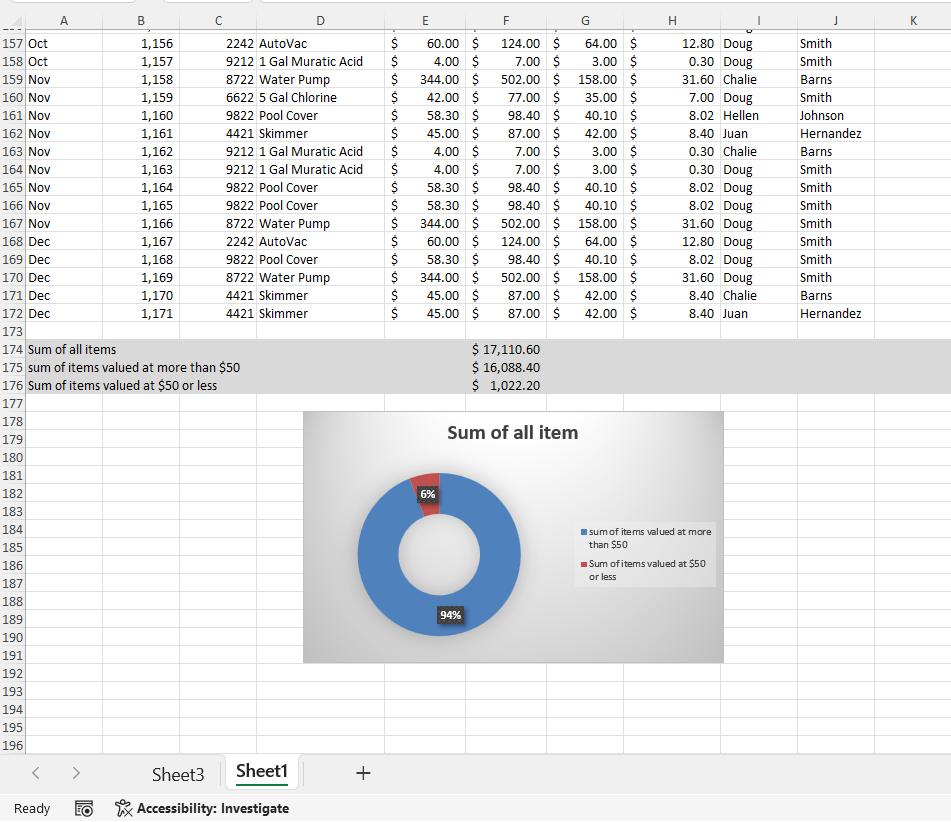 A B C D E F G H I J K
157 Oct 1,156 2242 AutoVac $ 60.00 $ 124.00 $ 64.00 $ 12.80 Doug Smith
158 Oct 1,157 9212 1 Gal Muratic Acid $ 4.00 $ 7.00 $ 3.00 $ 0.30 Doug Smith
159 Nov 1,158 8722 Water Pump $ 344.00 $ 502.00 $ 158.00 $ 31.60 Chalie Barns
160 Nov 1,159 6622 5 Gal Chlorine $ 42.00 $ 77.00 $ 35.00 $ 7.00 Doug Smith
161 Nov 1,160 9822 Pool Cover $ 58.30 $ 98.40 $ 40.10 $ 8.02 Hellen Johnson
162 Nov 1,161 4421 Skimmer $ 45.00 $ 87.00 $ 42.00 $ 8.40 Juan Hernandez
163 Nov 1,162 9212 1 Gal Muratic Acid $ 4.00 $ 7.00 $ 3.00 $ 0.30 Chalie Barns
164 Nov 1,163 9212 1 Gal Muratic Acid $ 4.00 $ 7.00 $ 3.00 $ 0.30 Doug Smith
165 Nov 1,164 9822 Pool Cover $ 58.30 $ 98.40 $ 40.10 $ 8.02 Doug Smith
166 Nov 1,165 9822 Pool Cover $ 58.30 $ 98.40 $ 40.10 $ 8.02 Doug Smith
167 Nov 1,166 8722 Water Pump $ 344.00 $ 502.00 $ 158.00 $ 31.60 Doug Smith
168 Dec 1,167 2242 AutoVac $ 60.00 $ 124.00 $ 64.00 $ 12.80 Doug Smith
169 Dec 1,168 9822 Pool Cover $ 58.30 $ 98.40 $ 40.10 $ 8.02 Doug Smith
170 Dec 1,169 8722 Water Pump $ 344.00 $ 502.00 $ 158.00 $ 31.60 Doug Smith
171 Dec 1,170 4421 Skimmer $ 45.00 $ 87.00 $ 42.00 $ 8.40 Chalie Barns
172 Dec 1,171 4421 Skimmer $ 45.00 $ 87.00 $ 42.00 $ 8.40 Juan Hernandez
173
174 Sum of all items $ 17,110.60
175 sum of items valued at more than $50 $ 16,088.40
176 Sum of items valued at $50 or less $ 1,022.20
177
178
179
180
181
182
183
184
185
186
187
188
189
190
191
192
193
194
195
196
Sum of all item
6%
94%
sum of items valued at more
than $50
Sum of items valued at $50
or less
Sheet3 Sheet1 +
Ready Accessibility: Investigate